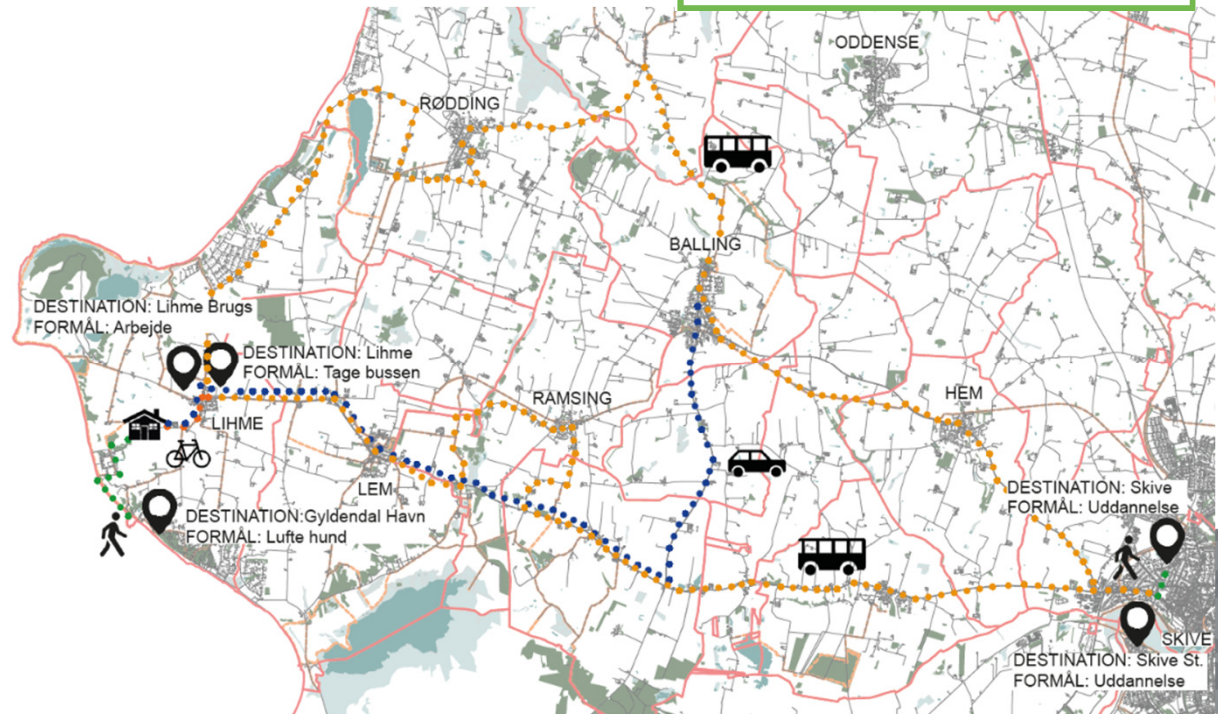 ODDENSE
RØDDING
BALLING
DESTINATION: Lihme Brugs
FORMÅL: Arbejde
DESTINATION: Lihme
FORMÅL: Tage bussen
RAMSING
HEM
LIHME
LEM
DESTINATION: Skive
FORMÅL: Uddannelse
DESTINATION:Gyldendal Havn
FORMÅL: Lufte hund
SKIVE
DESTINATION: Skive St.
FORMÅL: Uddannelse